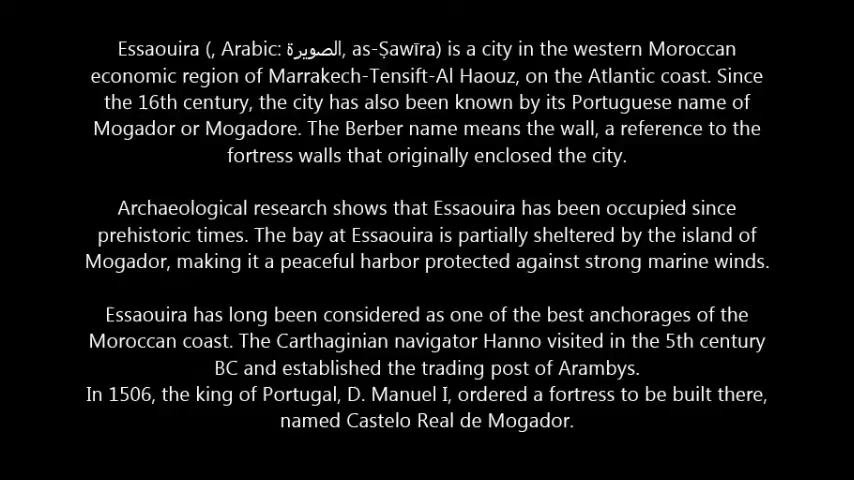 Essaouira (, Arabic: الصويرة, as-Ṣawīra) is a city in the western Moroccan
economic region of Marrakech-Tensift-Al Haouz, on the Atlantic coast. Since
the 16th century, the city has also been known by its Portuguese name of
Mogador or Mogadore. The Berber name means the wall, a reference to the
fortress walls that originally enclosed the city.
Archaeological research shows that Essaouira has been occupied since
prehistoric times. The bay at Essaouira is partially sheltered by the island of
Mogador, making it a peaceful harbor protected against strong marine winds.
Essaouira has long been considered as one of the best anchorages of the
Moroccan coast. The Carthaginian navigator Hanno visited in the 5th century
BC and established the trading post of Arambys.
In 1506, the king of Portugal, D. Manuel I, ordered a fortress to be built there,
named Castelo Real de Mogador.